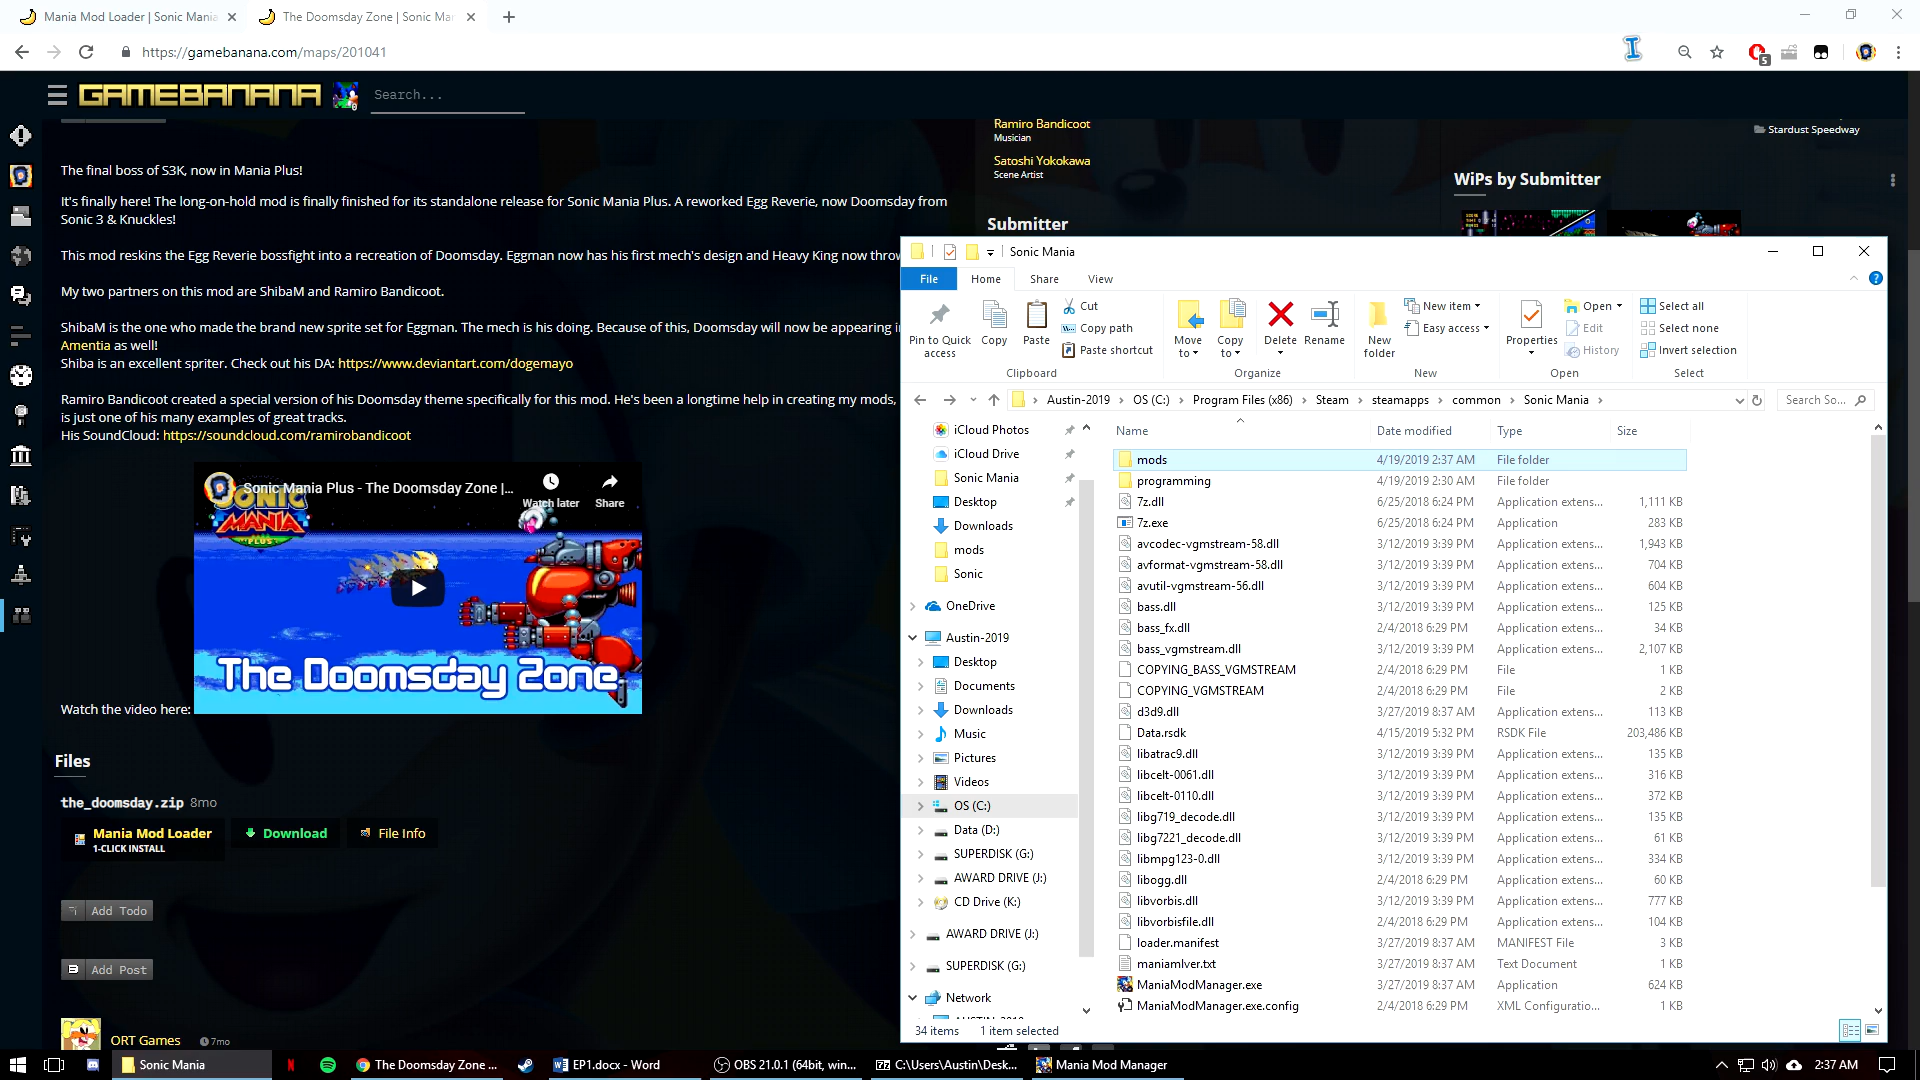 Mania Mod Loader | Sonic Mania
The Doomsday Zone | Sonic Mar
https://gamebanana.com/maps/201041
5
GAMEBANANA
Search...
Ramiro Bandicoot
Musician
Satoshi Yokokawa
Scene Artist
Submitter
Stardust Speedway
WiPs by Submitter
The final boss of S3K, now in Mania Plus!
It's finally here! The long-on-hold mod is finally finished for its standalone release for Sonic Mania Plus. A reworked Egg Reverie, now Doomsday from
Sonic 3 & Knuckles!
This mod reskins the Egg Reverie bossfight into a recreation of Doomsday. Eggman now has his first mech's design and Heavy King now throw
My two partners on this mod are ShibaM and Ramiro Bandicoot.
ShibaM is the one who made the brand new sprite set for Eggman. The mech is his doing. Because of this, Doomsday will now be appearing i
Amentia as well!
Shiba is an excellent spriter. Check out his DA: https://www.deviantart.com/dogemayo
Ramiro Bandicoot created a special version of his Doomsday theme specifically for this mod. He's been a longtime help in creating my mods,
is just one of his many examples of great tracks.
His SoundCloud: https://soundcloud.com/ramirobandicoot
Sonic Mania Plus - The Doomsday Zone |...
Watch later
Share
SONIC
MANIA
PLUS
The Doomsday Zone
Watch the video here:
Files
the_doomsday.zip 8mo
Mania Mod Loader
1-CLICK INSTALL
Download
File Info
Add Todo
Add Post
ORT Games
7mo
Sonic Mania
File
Home
Share
View
Pin to Quick
access
Copy
Paste
Cut
Copy path
Paste shortcut
Clipboard
Move
to
Copy
to
Delete
Rename
Organize
New
folder
New item
Easy access
New
Properties
Open
Edit
History
Open
Select all
Select none
Invert selection
Select
Austin-2019 > OS (C:) > Program Files (x86) > Steam > steamapps > common > Sonic Mania >
Search So...
iCloud Photos
iCloud Drive
Sonic Mania
Desktop
Downloads
mods
Sonic
OneDrive
Austin-2019
Desktop
Documents
Downloads
Music
Pictures
Videos
OS (C:)
Data (D:)
SUPERDISK (G:)
AWARD DRIVE (J:)
CD Drive (K:)
AWARD DRIVE (J:)
SUPERDISK (G:)
Network
Name Date modified Type Size
mods 4/19/2019 2:37 AM File folder
programming 4/19/2019 2:30 AM File folder
7z.dll 6/25/2018 6:24 PM Application extens... 1,111 KB
7z.exe 6/25/2018 6:24 PM Application 283 KB
avcodec-vgmstream-58.dll 3/12/2019 3:39 PM Application extens... 1,943 KB
avformat-vgmstream-58.dll 3/12/2019 3:39 PM Application extens... 704 KB
avutil-vgmstream-56.dll 3/12/2019 3:39 PM Application extens... 604 KB
bass.dll 3/12/2019 3:39 PM Application extens... 125 KB
bass_fx.dll 2/4/2018 6:29 PM Application extens... 34 KB
bass_vgmstream.dll 3/12/2019 3:39 PM Application extens... 2,107 KB
COPYING_BASS_VGMSTREAM 2/4/2018 6:29 PM File 1 KB
COPYING_VGMSTREAM 2/4/2018 6:29 PM File 2 KB
d3d9.dll 3/27/2019 8:37 AM Application extens... 113 KB
Data.rsdk 4/15/2019 5:32 PM RSDK File 203,486 KB
libatrac9.dll 3/12/2019 3:39 PM Application extens... 135 KB
libcelt-0061.dll 3/12/2019 3:39 PM Application extens... 316 KB
libcelt-0110.dll 3/12/2019 3:39 PM Application extens... 372 KB
libg719_decode.dll 3/12/2019 3:39 PM Application extens... 135 KB
libg7221_decode.dll 3/12/2019 3:39 PM Application extens... 61 KB
libmpg123-0.dll 3/12/2019 3:39 PM Application extens... 334 KB
libogg.dll 2/4/2018 6:29 PM Application extens... 60 KB
libvorbis.dll 3/12/2019 3:39 PM Application extens... 777 KB
libvorbisfile.dll 2/4/2018 6:29 PM Application extens... 104 KB
loader.manifest 3/27/2019 8:37 AM MANIFEST File 3 KB
maniamlver.txt 3/27/2019 8:37 AM Text Document 1 KB
ManiaModManager.exe 3/27/2019 8:37 AM Application 624 KB
ManiaModManager.exe.config 2/4/2018 6:29 PM XML Configuratio... 1 KB
34 items 1 item selected
Sonic Mania
The Doomsday Zone ...
EP1.docx - Word
OBS 21.0.1 (64bit, win...
C:\Users\Austin\Desk...
Mania Mod Manager
2:37 AM